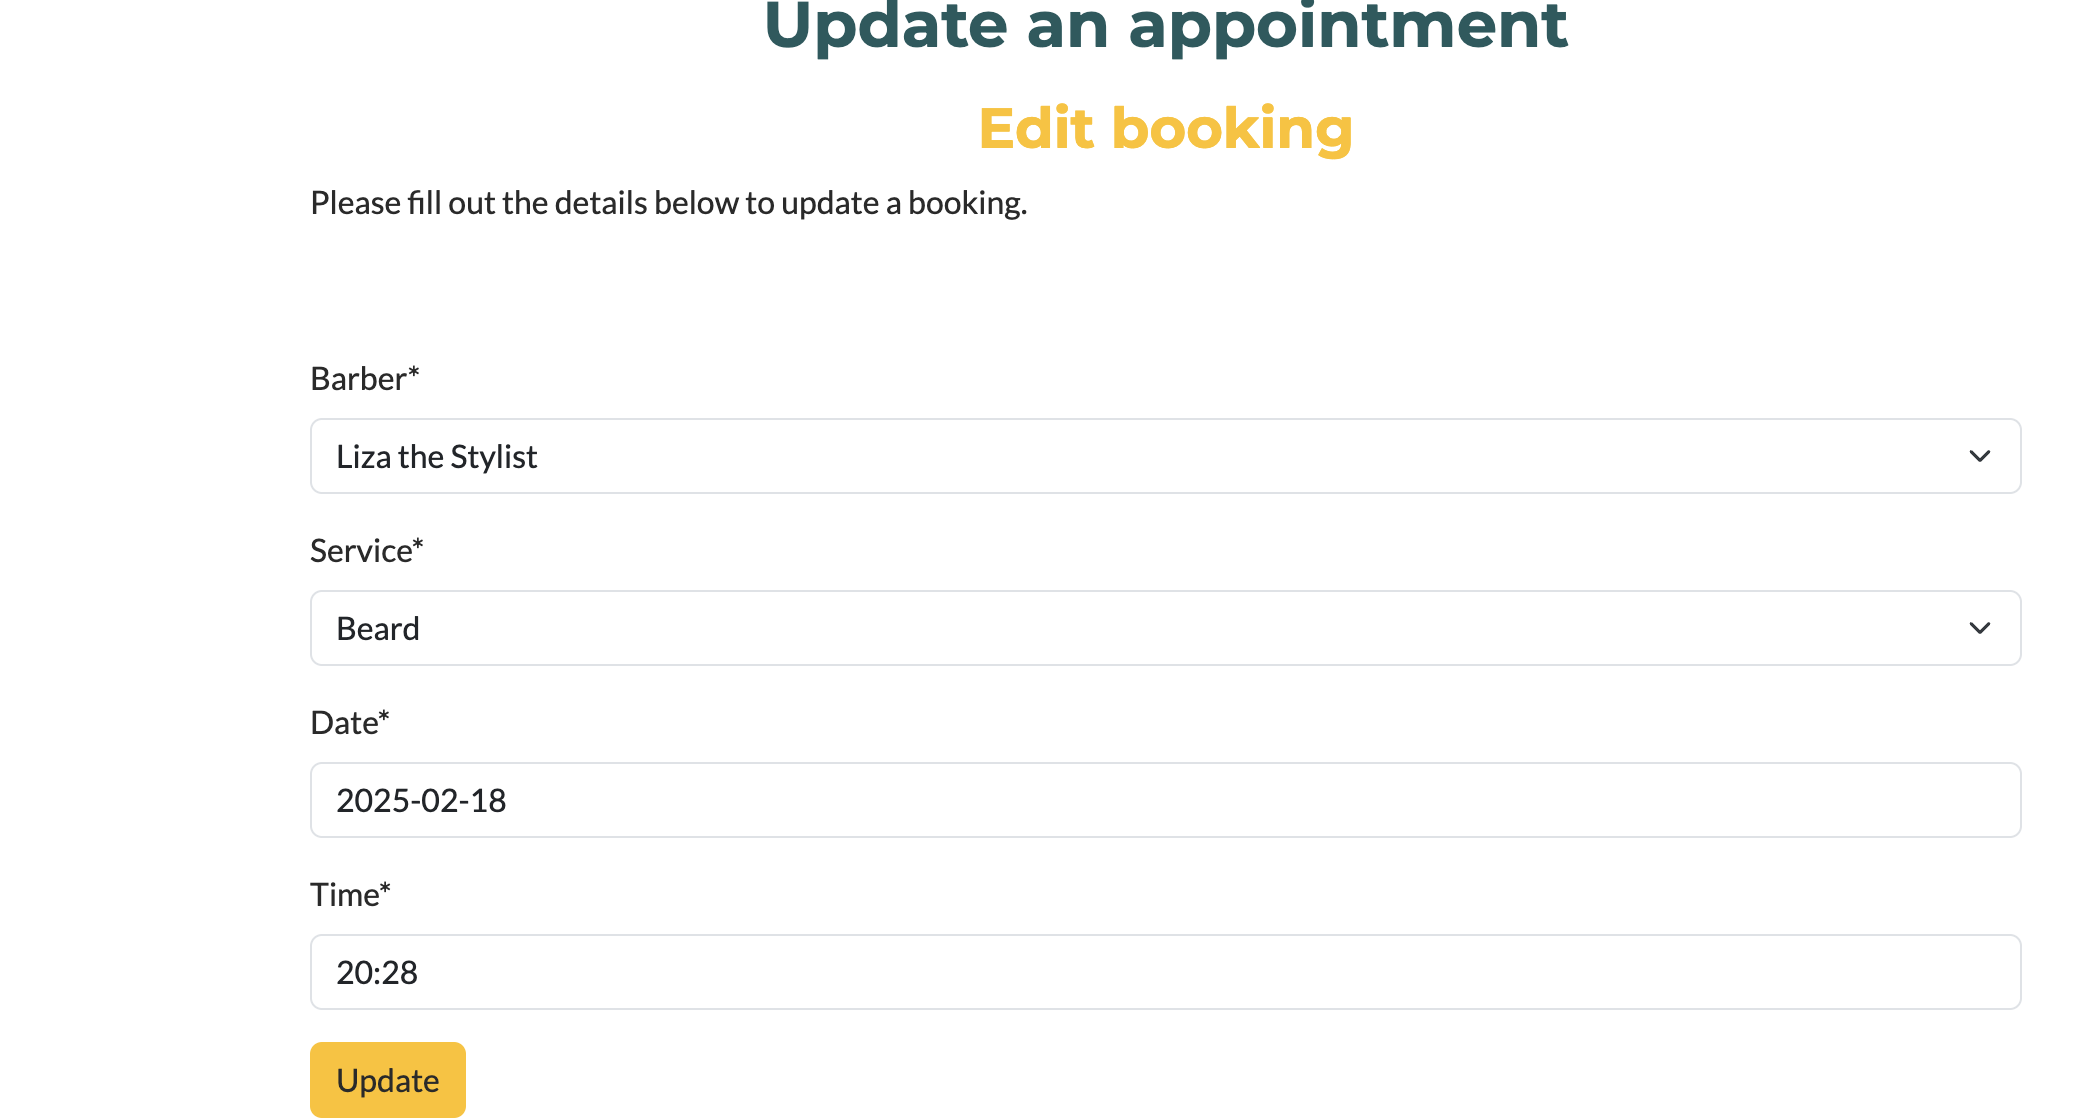 Update an appointment
Edit booking
Please fill out the details below to update a booking.
Barber*
Liza the Stylist
Service*
Beard
Date*
2025-02-18
Time*
20:28
Update